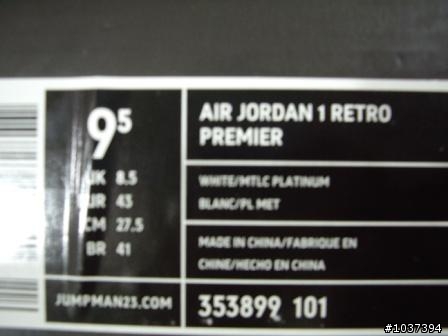 9⁵
UK 8.5
EUR 43
CM 27.5
BR 41
JUMPMAN23.COM
AIR JORDAN 1 RETRO
PREMIER
WHITE/MTLC PLATINUM
BLANC/PL MET
MADE IN CHINA/FABRIQUE EN
CHINE/HECHO EN CHINA
353899 101
#1037394